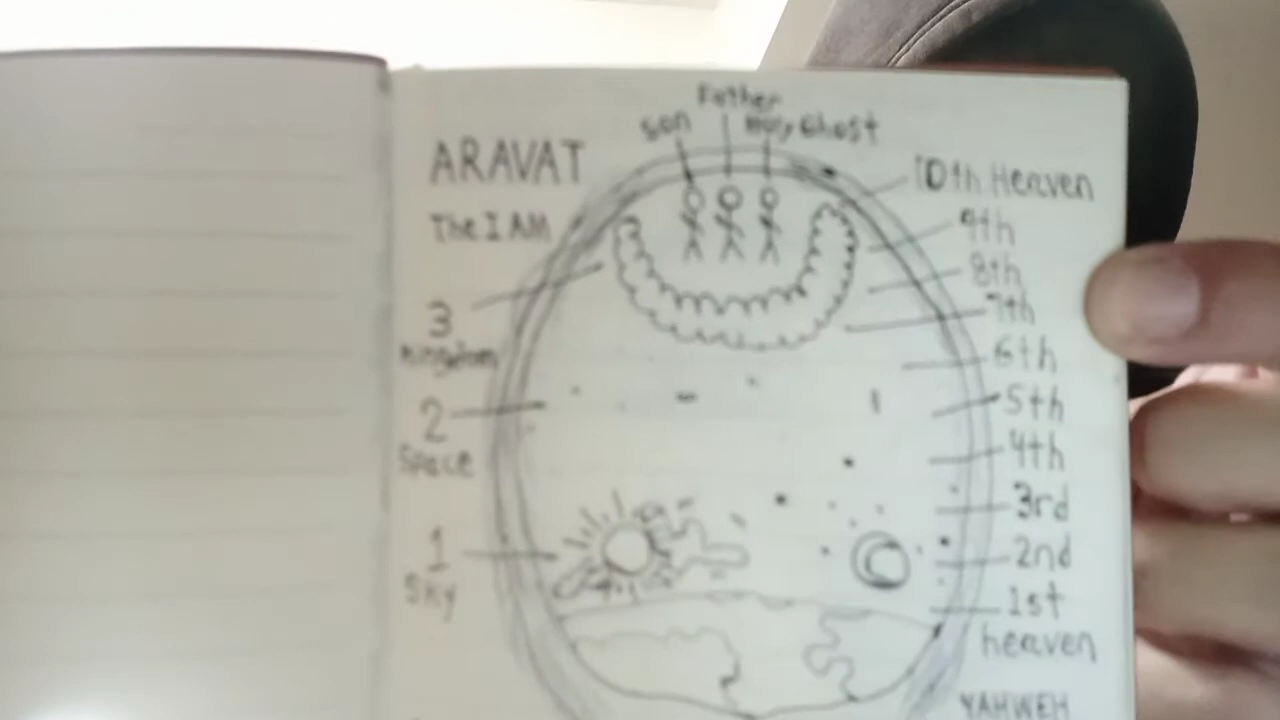 Father
Son
Holy Ghost
ARAVAT
The I AM
3
Kingdom
2
Space
1
Sky
10th Heaven
9th
8th
7th
6th
5th
4th
3rd
2nd
1st
heaven
YAHWEH